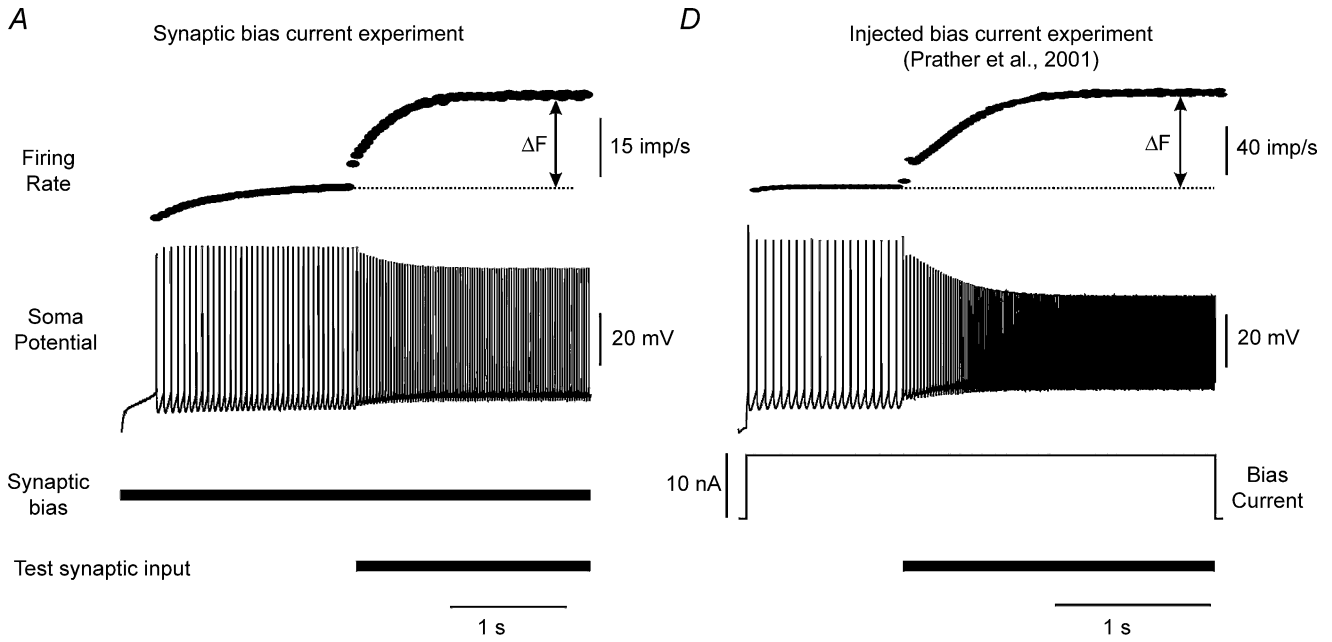 A
Synaptic bias current experiment
Firing
Rate
ΔF
15 imp/s
Soma
Potential
20 mV
Synaptic
bias
Test synaptic input
1 s
D
Injected bias current experiment
(Prather et al., 2001)
ΔF
40 imp/s
20 mV
10 nA
Bias
Current
1 s